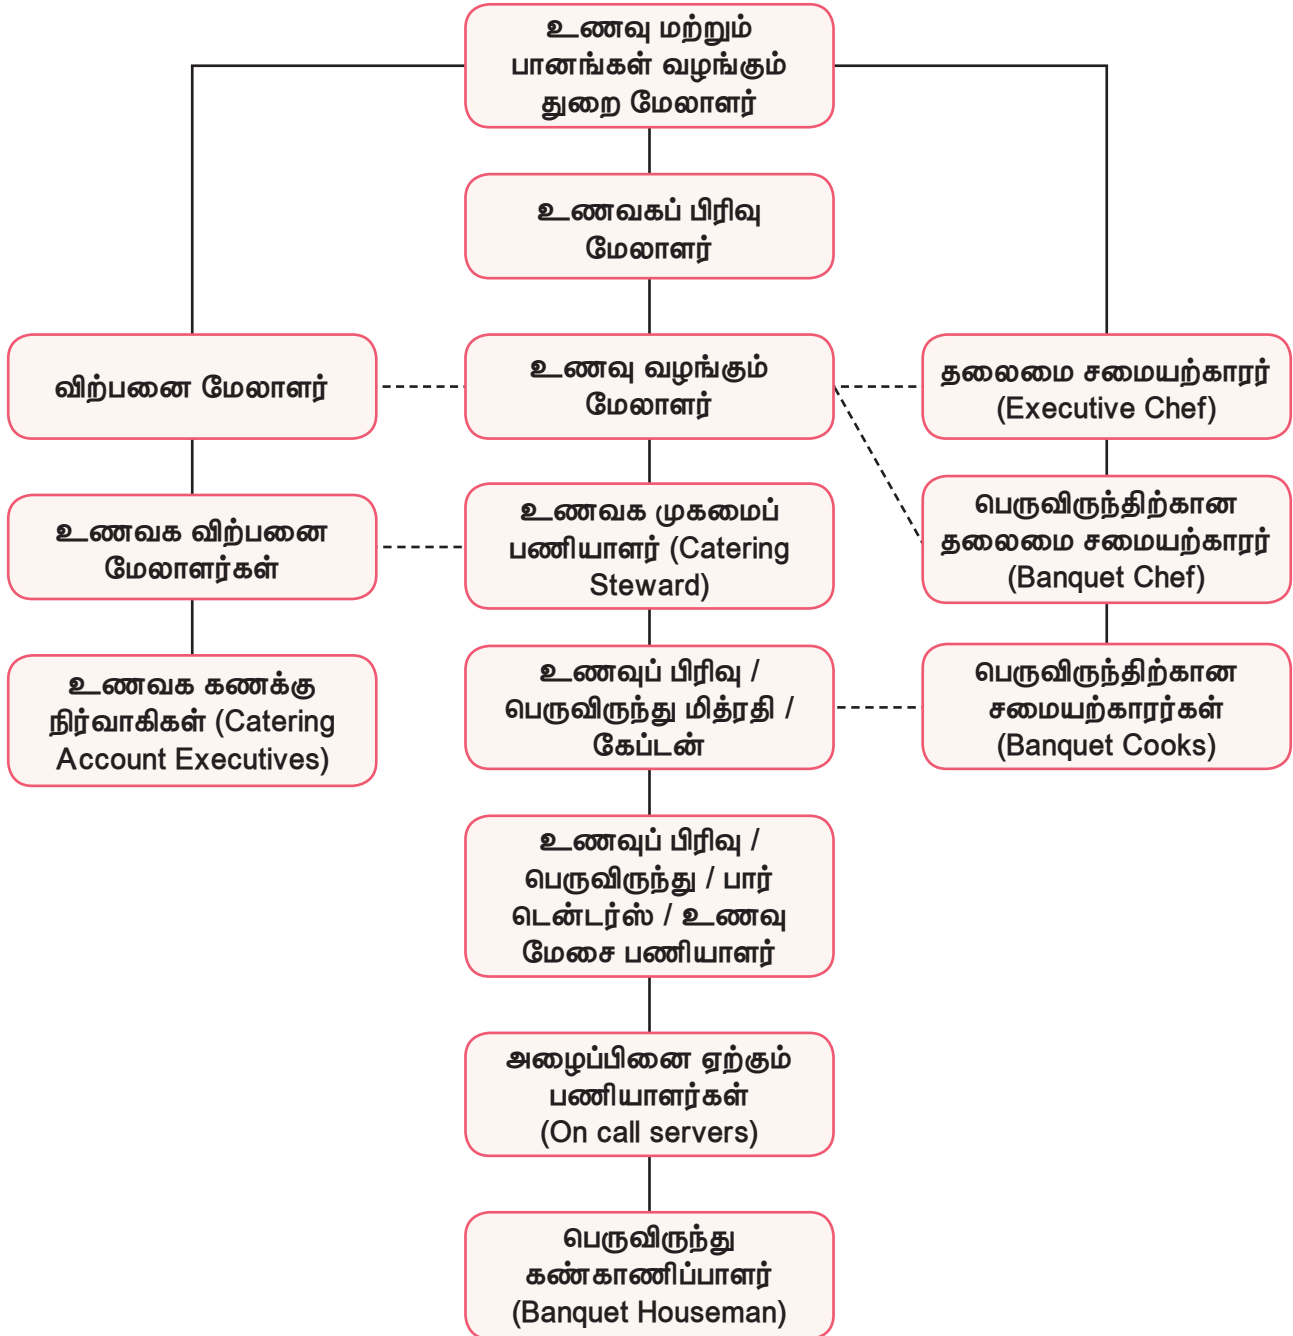 உணவு மற்றும்
பானங்கள் வழங்கும்
துறை மேலாளர்
உணவகப் பிரிவு
மேலாளர்
விற்பனை மேலாளர்
உணவு வழங்கும்
மேலாளர்
தலைமை சமையற்காரர்
(Executive Chef)
உணவக விற்பனை
மேலாளர்கள்
உணவக முகமைப்
பணியாளர் (Catering
Steward)
பெருவிருந்திற்கான
தலைமை சமையற்காரர்
(Banquet Chef)
உணவக கணக்கு
நிர்வாகிகள் (Catering
Account Executives)
உணவுப் பிரிவு /
பெருவிருந்து மித்ரதி /
கேப்டன்
பெருவிருந்திற்கான
சமையற்காரர்கள்
(Banquet Cooks)
உணவுப் பிரிவு /
பெருவிருந்து / பார்
டென்டர்ஸ் / உணவு
மேசை பணியாளர்
அழைப்பினை ஏற்கும்
பணியாளர்கள்
(On call servers)
பெருவிருந்து
கண்காணிப்பாளர்
(Banquet Houseman)